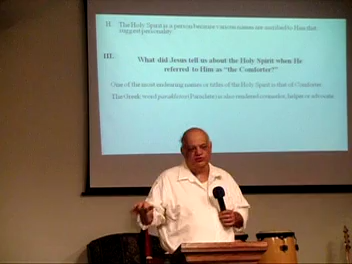 II. The Holy Spirit is a person because various names are ascribed to Him that
suggest personality.
III.
What did Jesus tell us about the Holy Spirit when He
referred to Him as “the Comforter?”
One of the most endearing names or titles of the Holy Spirit is that of Comforter.
The Greek word (Paraclete) is also rendered counselor, helper or advocate.